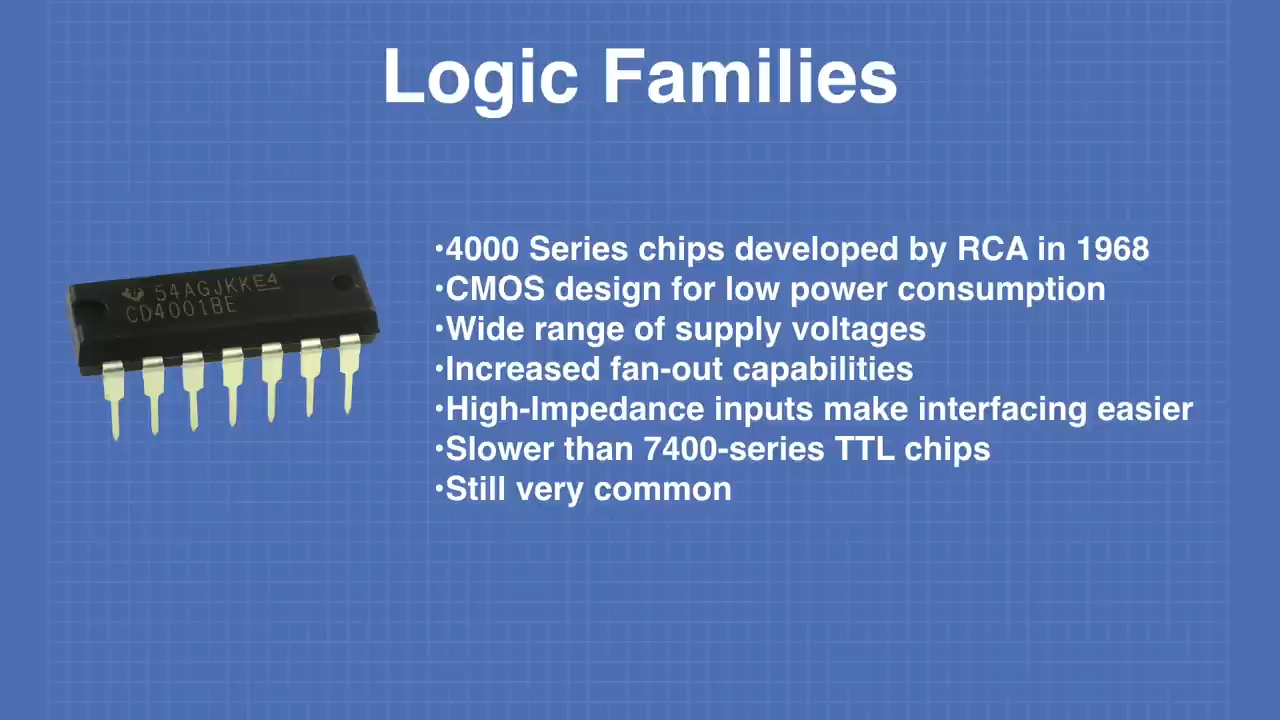 Logic Families
54AGJKKE4
CD4001BE
•4000 Series chips developed by RCA in 1968
•CMOS design for low power consumption
•Wide range of supply voltages
•Increased fan-out capabilities
•High-Impedance inputs make interfacing easier
•Slower than 7400-series TTL chips
•Still very common